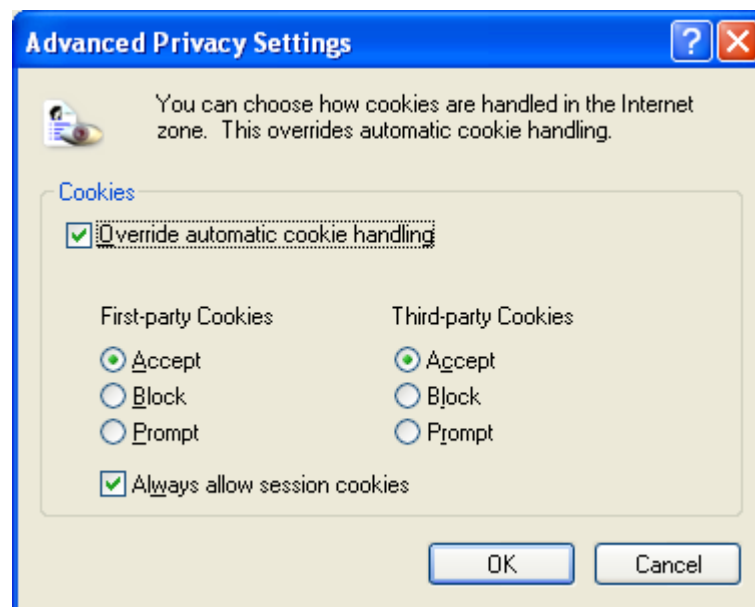 Advanced Privacy Settings
You can choose how cookies are handled in the Internet
zone. This overrides automatic cookie handling.
Cookies
Override automatic cookie handling
First-party Cookies
Third-party Cookies
Accept
Accept
Block
Block
Prompt
Prompt
Always allow session cookies
OK
Cancel